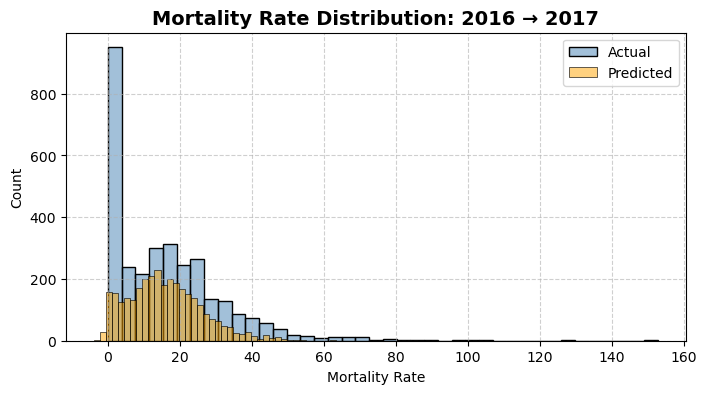 Mortality Rate Distribution: 2016 → 2017
Actual
Predicted
Count
800
600
400
200
0
0 20 40 60 80 100 120 140 160
Mortality Rate